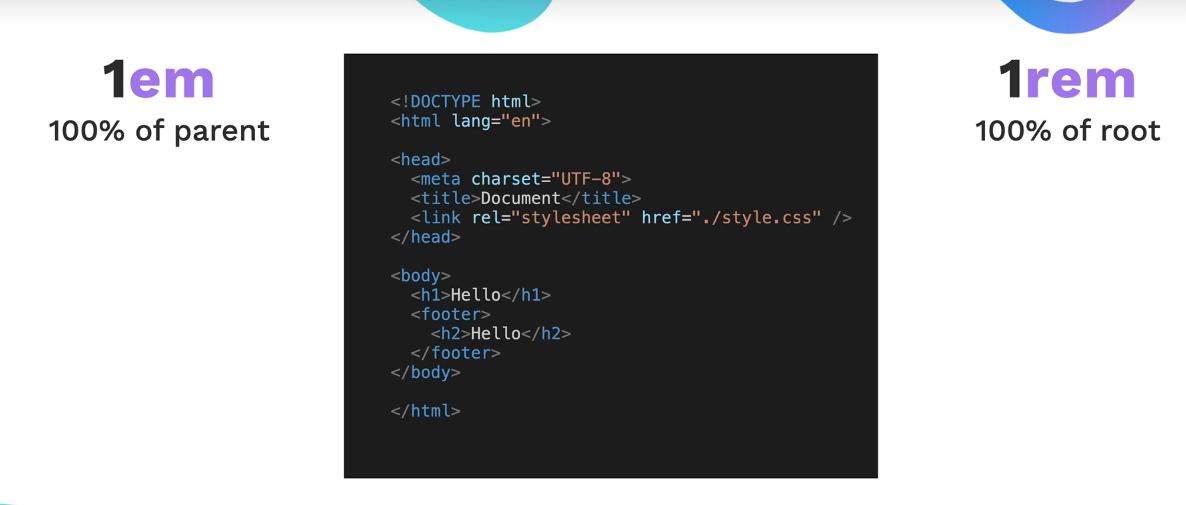 1em
100% of parent
<!DOCTYPE html>
<html lang="en">
<head>
<meta charset="UTF-8">
<title>Document</title>
<link rel="stylesheet" href="./style.css" />
</head>
<body>
<h1>Hello</h1>
<footer>
<h2>Hello</h2>
</footer>
</body>
</html>
1rem
100% of root